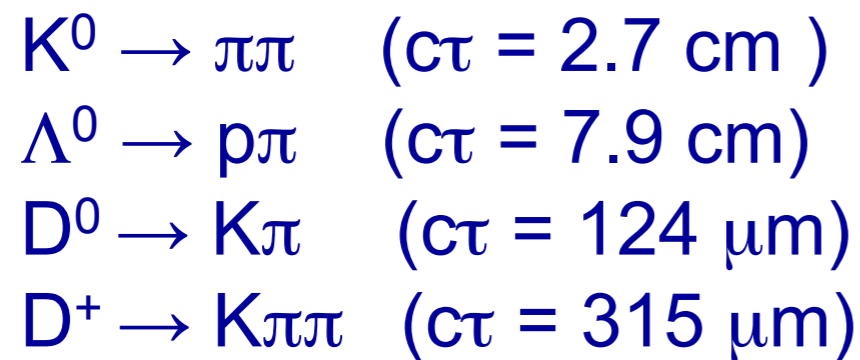 K⁰ → ππ (cτ = 2.7 cm )
Λ⁰ → pπ (cτ = 7.9 cm)
D⁰ → Kπ (cτ = 124 μm)
D⁺ → Kππ (cτ = 315 μm)